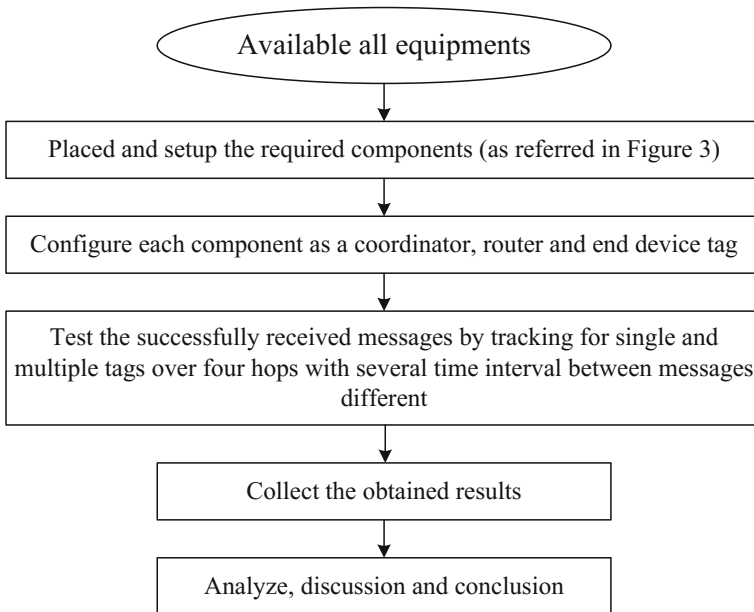 Available all equipments
Placed and setup the required components (as referred in Figure 3)
Configure each component as a coordinator, router and end device tag
Test the successfully received messages by tracking for single and
multiple tags over four hops with several time interval between messages
different
Collect the obtained results
Analyze, discussion and conclusion